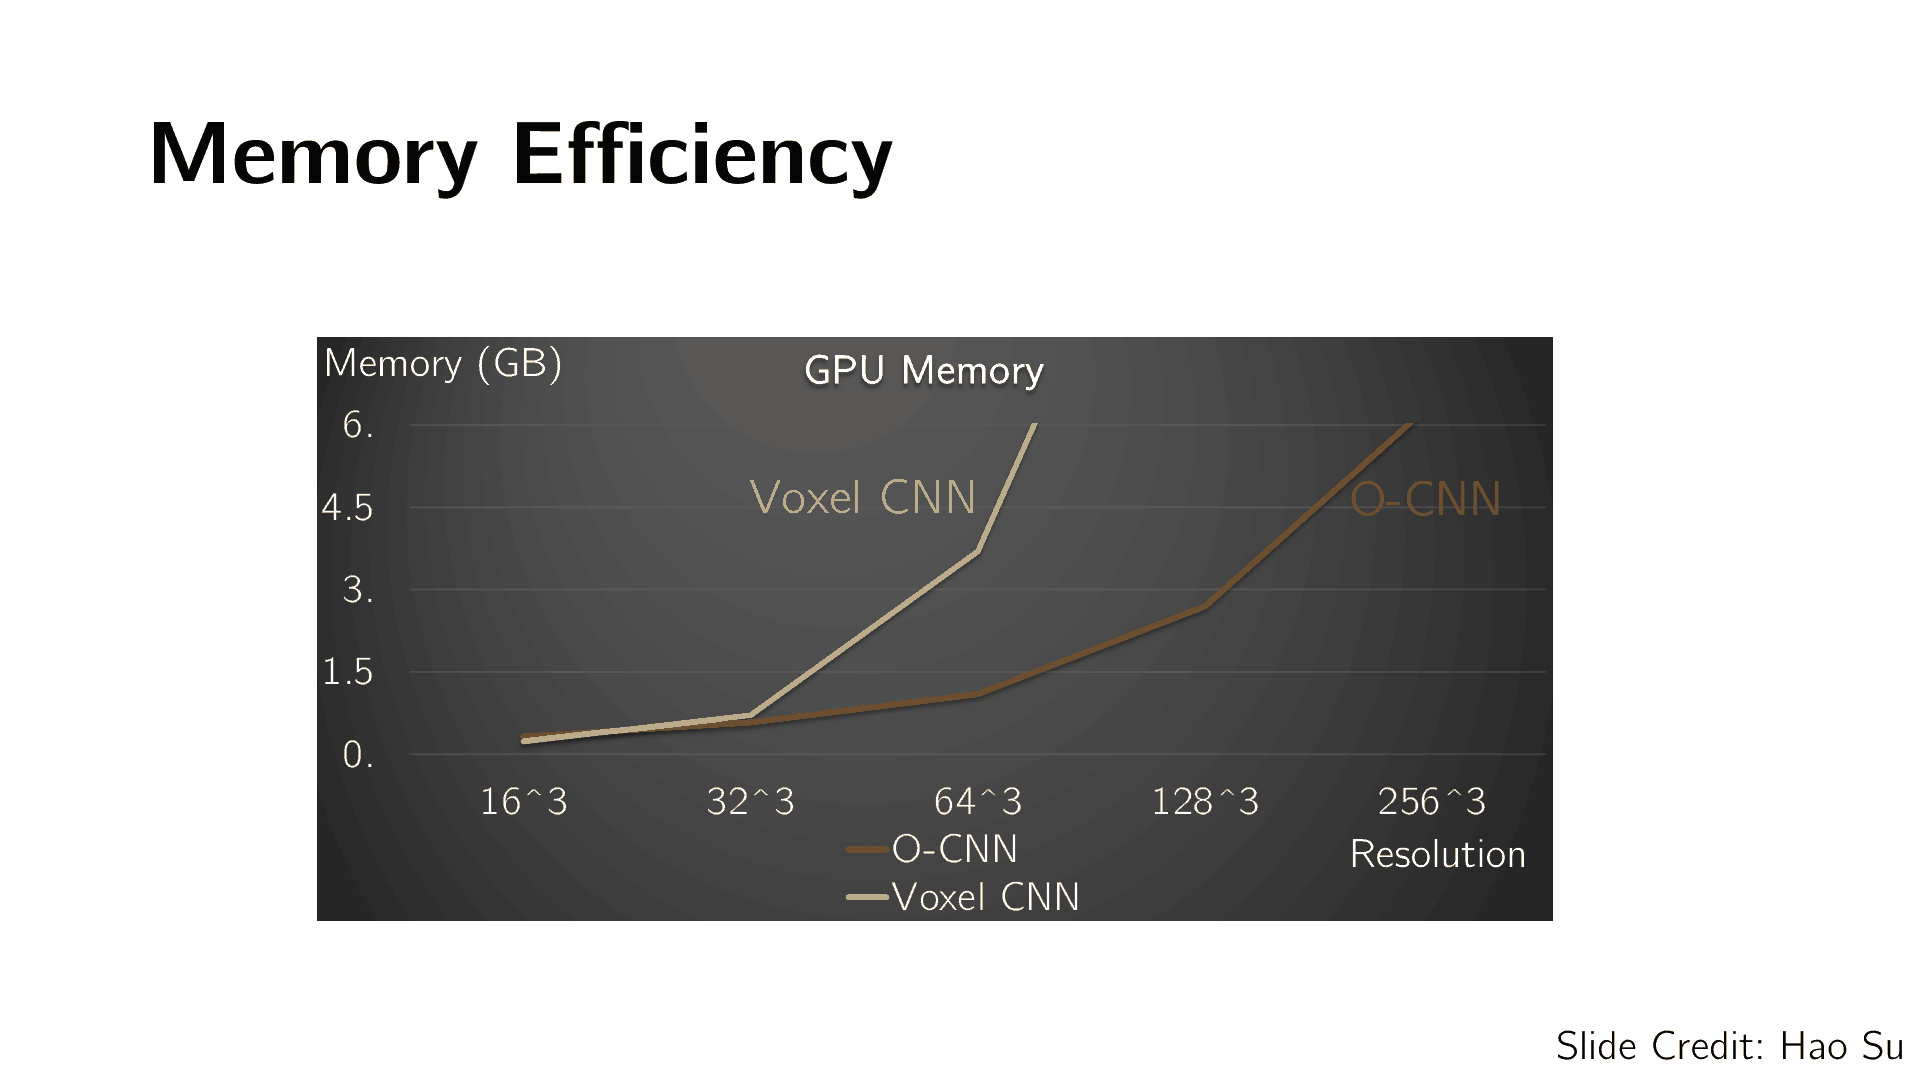 Memory Efficiency
Memory (GB)
GPU Memory
6.
4.5
3.
1.5
0.
Voxel CNN
O-CNN
16^3 32^3 64^3 128^3 256^3
Resolution
O-CNN
Voxel CNN
Slide Credit: Hao Su